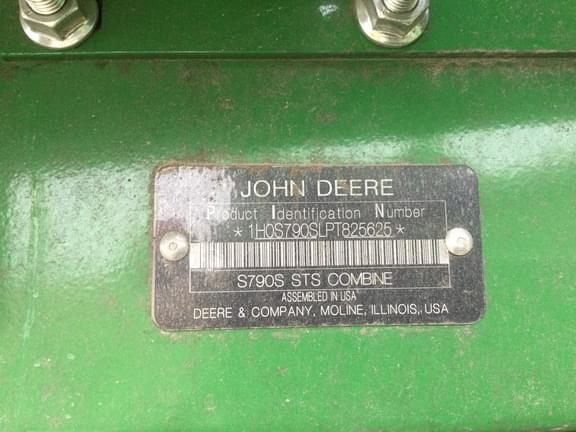 JOHN DEERE
Product Identification Number
*1H0S790SLPT825625*
S790S STS COMBINE
ASSEMBLED IN USA
DEERE & COMPANY, MOLINE, ILLINOIS, USA